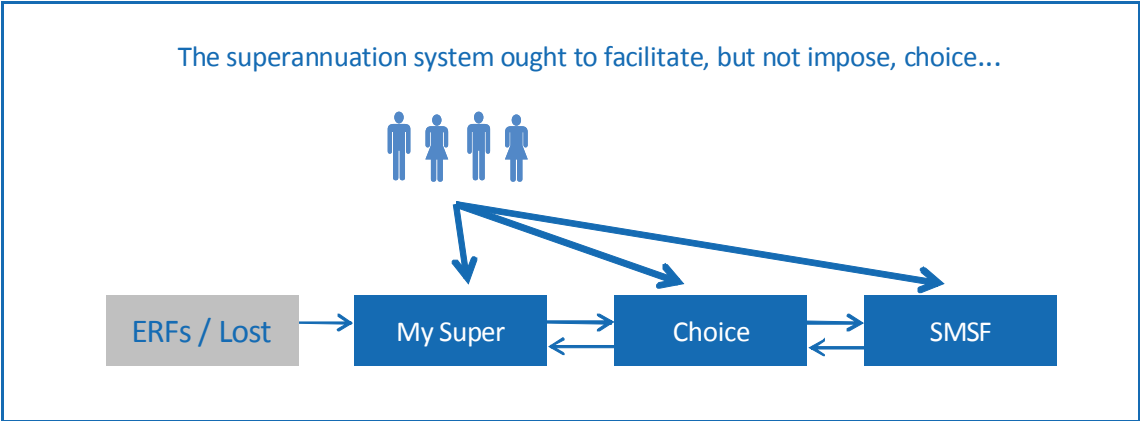 The superannuation system ought to facilitate, but not impose, choice...
ERFs / Lost
My Super
Choice
SMSF